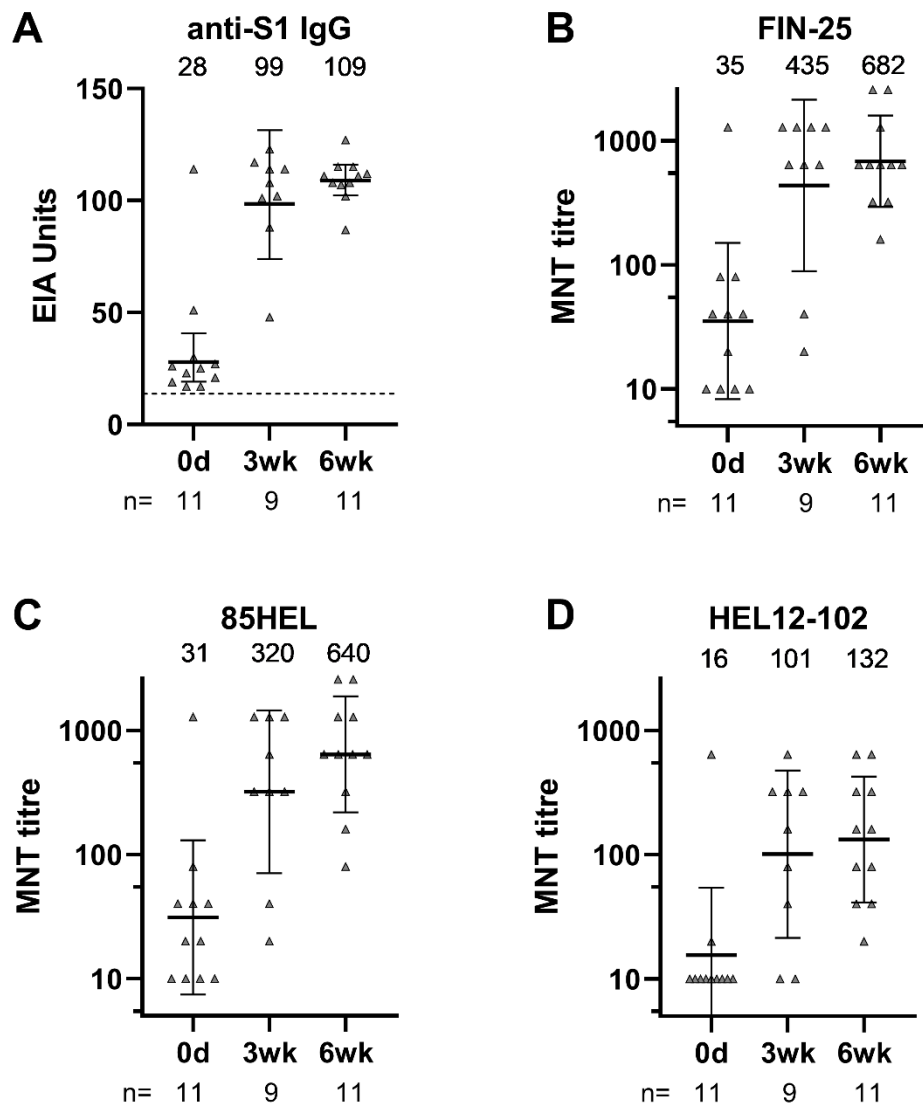 A anti-S1 IgG
28 99 109
150
100
50
0
EIA Units
0d 3wk 6wk
n= 11 9 11
B FIN-25
35 435 682
1000
100
10
MNT titre
0d 3wk 6wk
n= 11 9 11
C 85HEL
31 320 640
1000
100
10
MNT titre
0d 3wk 6wk
n= 11 9 11
D HEL12-102
16 101 132
1000
100
10
MNT titre
0d 3wk 6wk
n= 11 9 11